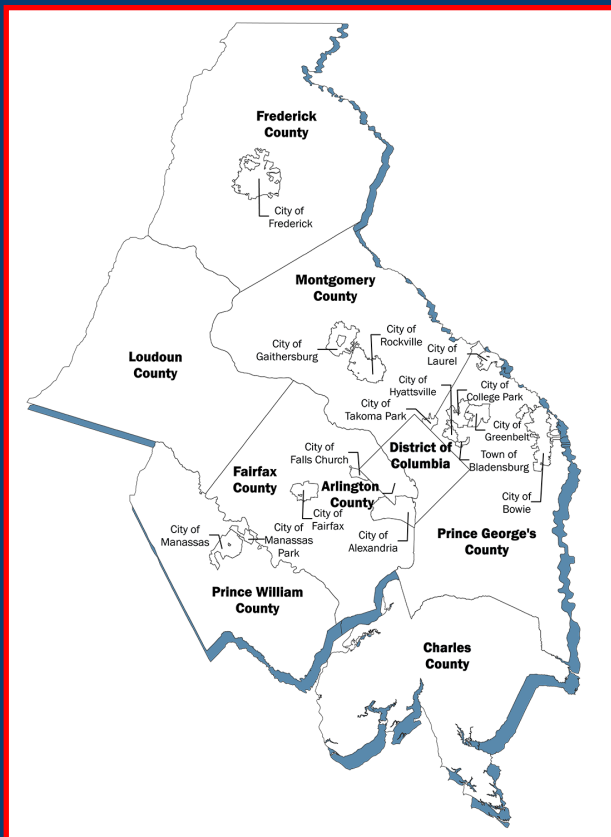 Frederick
County
City of
Frederick
Montgomery
County
City of
Rockville
City of
Gaithersburg
City of
Laurel
Loudoun
County
City of
Hyattsville
City of
College Park
City of
Takoma Park
City of
Greenbelt
District of
Columbia
City of
Falls Church
Town of
Bladensburg
Fairfax
County
Arlington
County
City of
Bowie
City of
Fairfax
City of
Manassas
City of
Manassas
Park
City of
Alexandria
Prince George's
County
Prince William
County
Charles
County